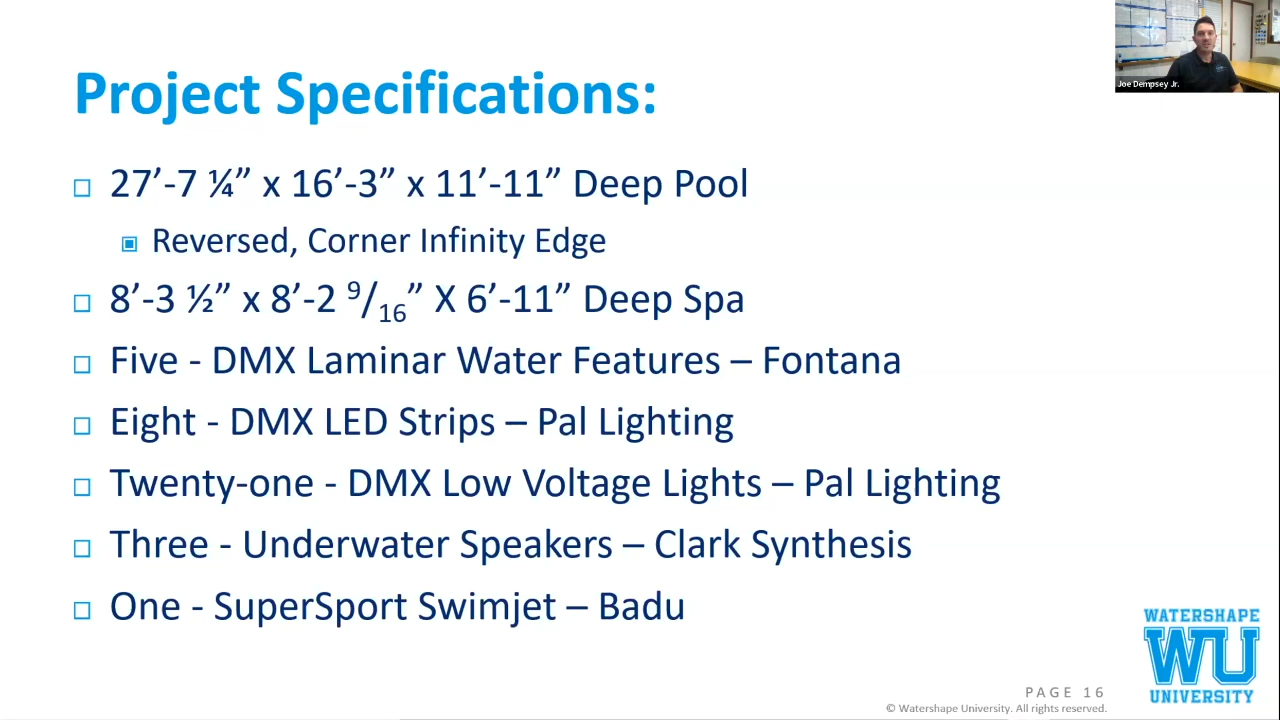 Project Specifications:
27’-7 ¼” x 16’-3” x 11’-11” Deep Pool
Reversed, Corner Infinity Edge
8’-3 ½” x 8’-2 9/16” X 6’-11” Deep Spa
Five - DMX Laminar Water Features – Fontana
Eight - DMX LED Strips – Pal Lighting
Twenty-one - DMX Low Voltage Lights – Pal Lighting
Three - Underwater Speakers – Clark Synthesis
One - SuperSport Swimjet – Badu
Joe Dempsey Jr.
WATERSHAPE
WU
UNIVERSITY
PAGE 16
© Watershape University. All rights reserved.